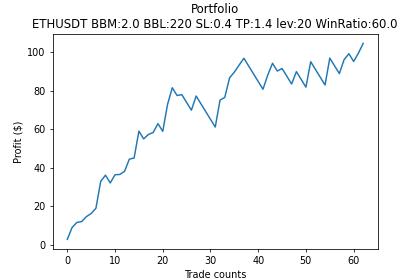 Portfolio
ETHUSDT BBM:2.0 BBL:220 SL:0.4 TP:1.4 lev:20 WinRatio:60.0
Profit ($)
100
80
60
40
20
0
0 10 20 30 40 50 60
Trade counts